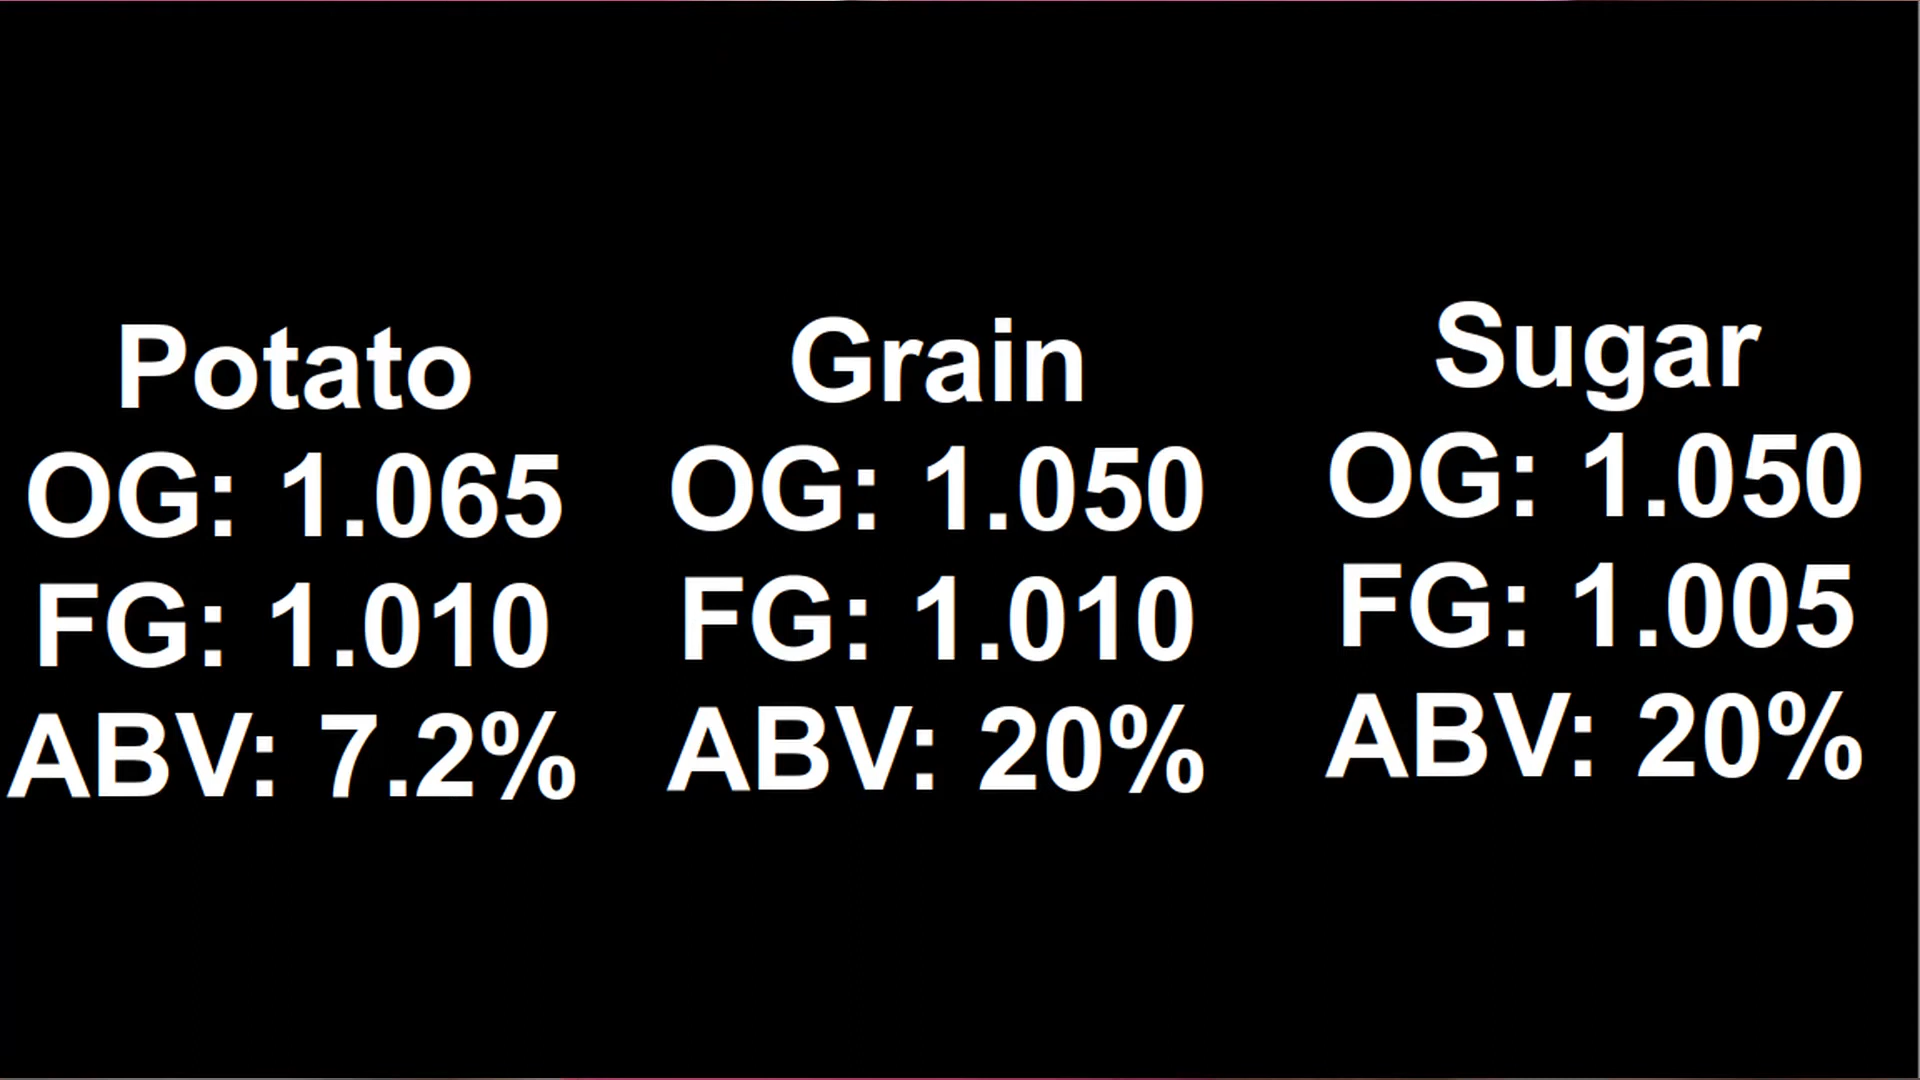 Potato
OG: 1.065
FG: 1.010
ABV: 7.2%
Grain
OG: 1.050
FG: 1.010
ABV: 20%
Sugar
OG: 1.050
FG: 1.005
ABV: 20%